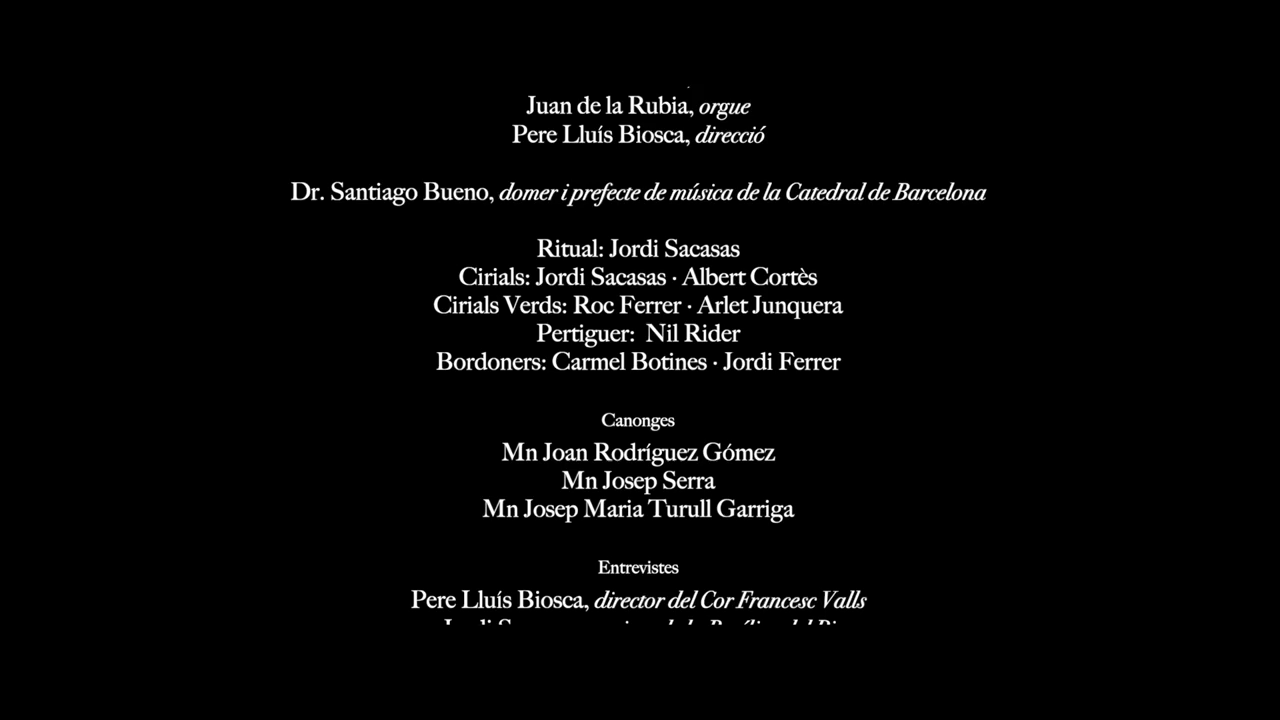 Juan de la Rubia, orgue
Pere Lluís Biosca, direcció
Dr. Santiago Bueno, domer i prefecte de música de la Catedral de Barcelona
Ritual: Jordi Sacasas
Cirials: Jordi Sacasas · Albert Cortès
Cirials Verds: Roc Ferrer · Arlet Junquera
Pertiguer: Nil Rider
Bordoners: Carmel Botines · Jordi Ferrer
Canonges
Mn Joan Rodríguez Gómez
Mn Josep Serra
Mn Josep Maria Turull Garriga
Entrevistes
Pere Lluís Biosca, director del Cor Francesc Valls